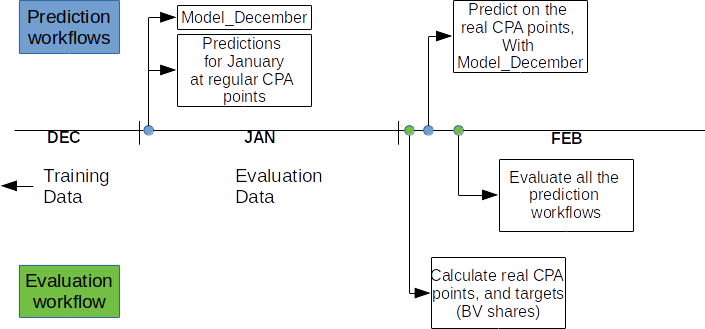 Prediction
workflows
Model_December
Predictions
for January
at regular CPA
points
Predict on the
real CPA points,
With
Model_December
DEC
JAN
FEB
Training
Data
Evaluation
Data
Evaluate all the
prediction
workflows
Evaluation
workflow
Calculate real CPA
points, and targets
(BV shares)